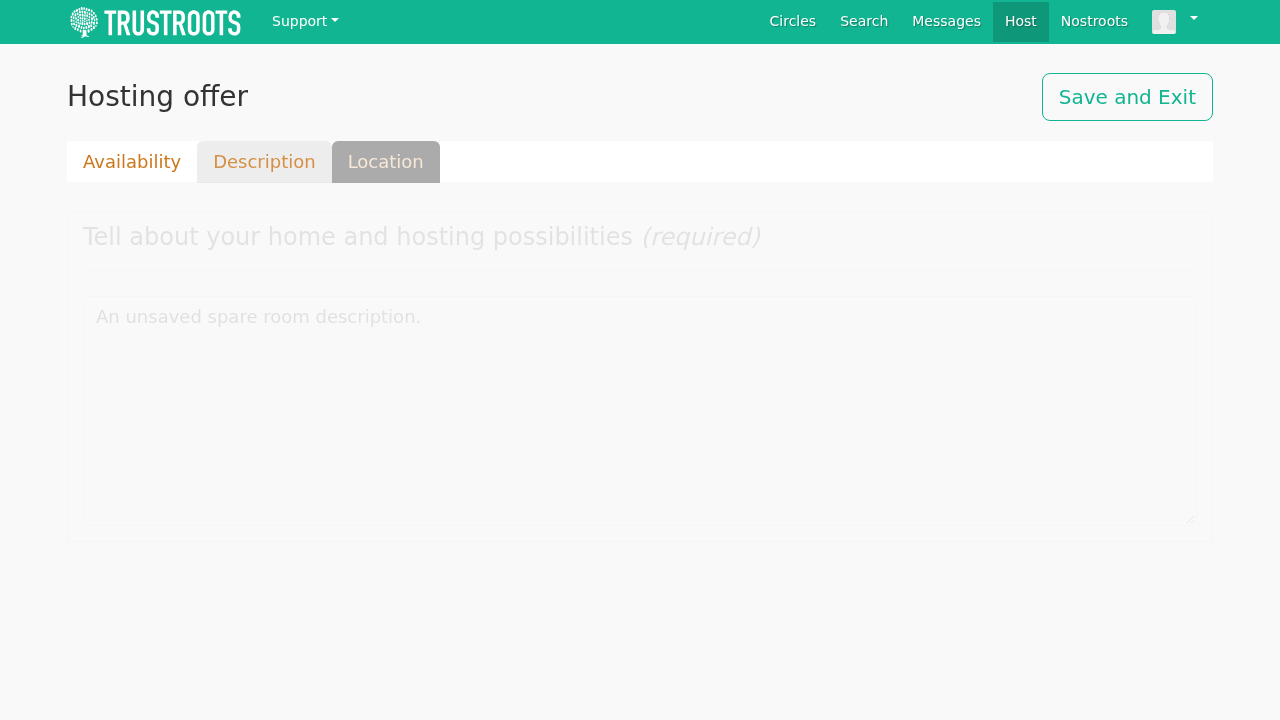 TRUSTROOTS Support Circles Search Messages Host Nostroots
Hosting offer Save and Exit
Availability Description Location
Tell about your home and hosting possibilities (required)
An unsaved spare room description.